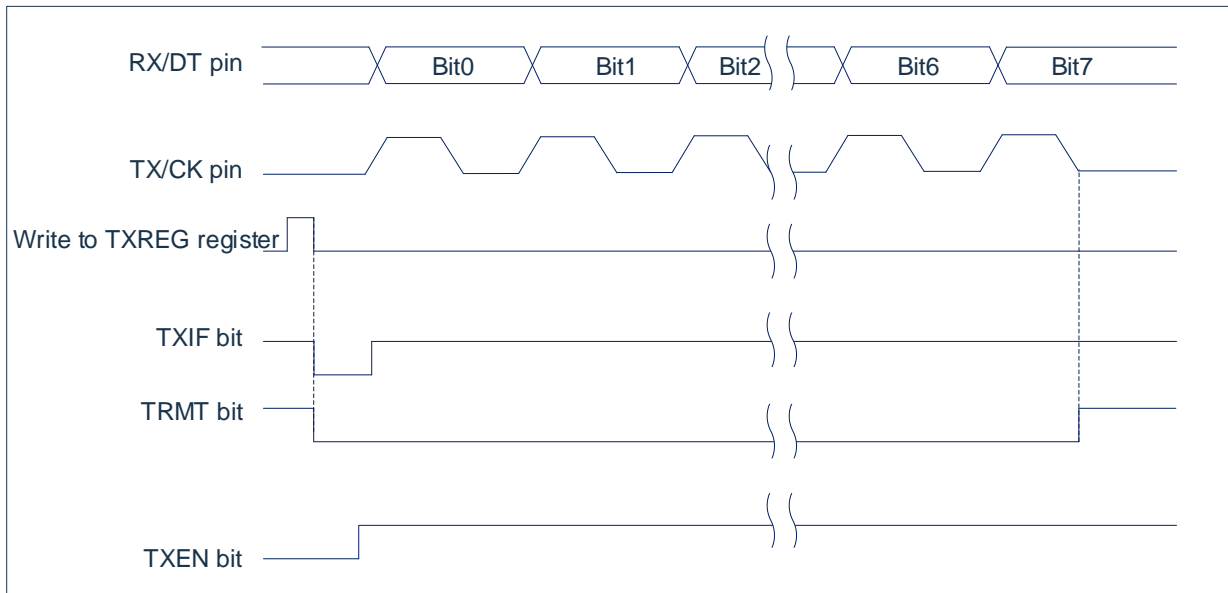 RX/DT pin
Bit0 Bit1 Bit2 Bit6 Bit7
TX/CK pin
Write to TXREG register
TXIF bit
TRMT bit
TXEN bit